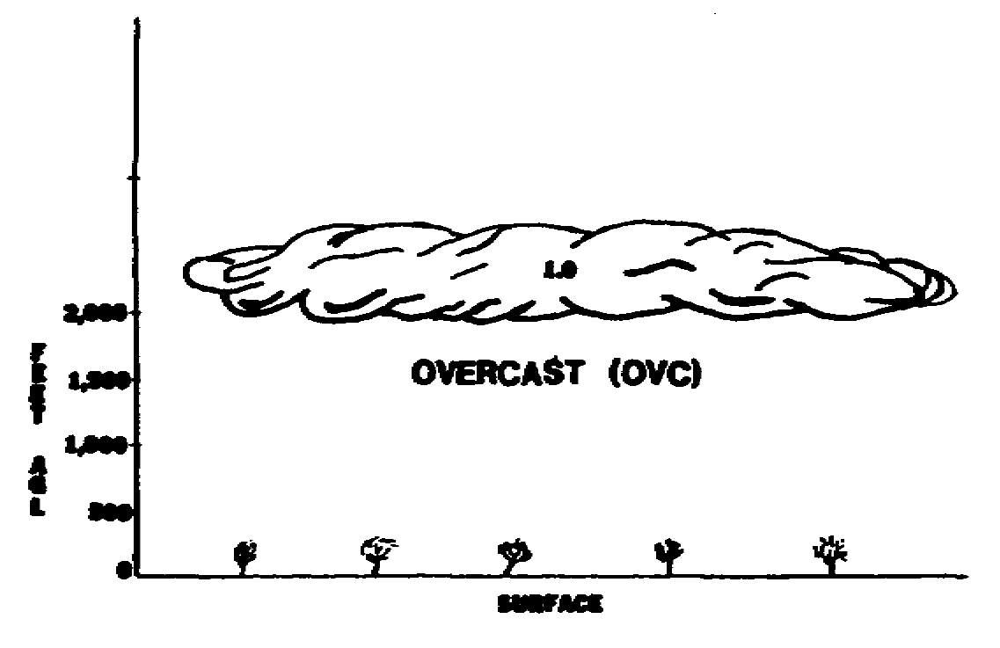 1.0
2,000
OVERCAST (OVC)
1,500
1,000
500
0
FEET AGL
SURFACE